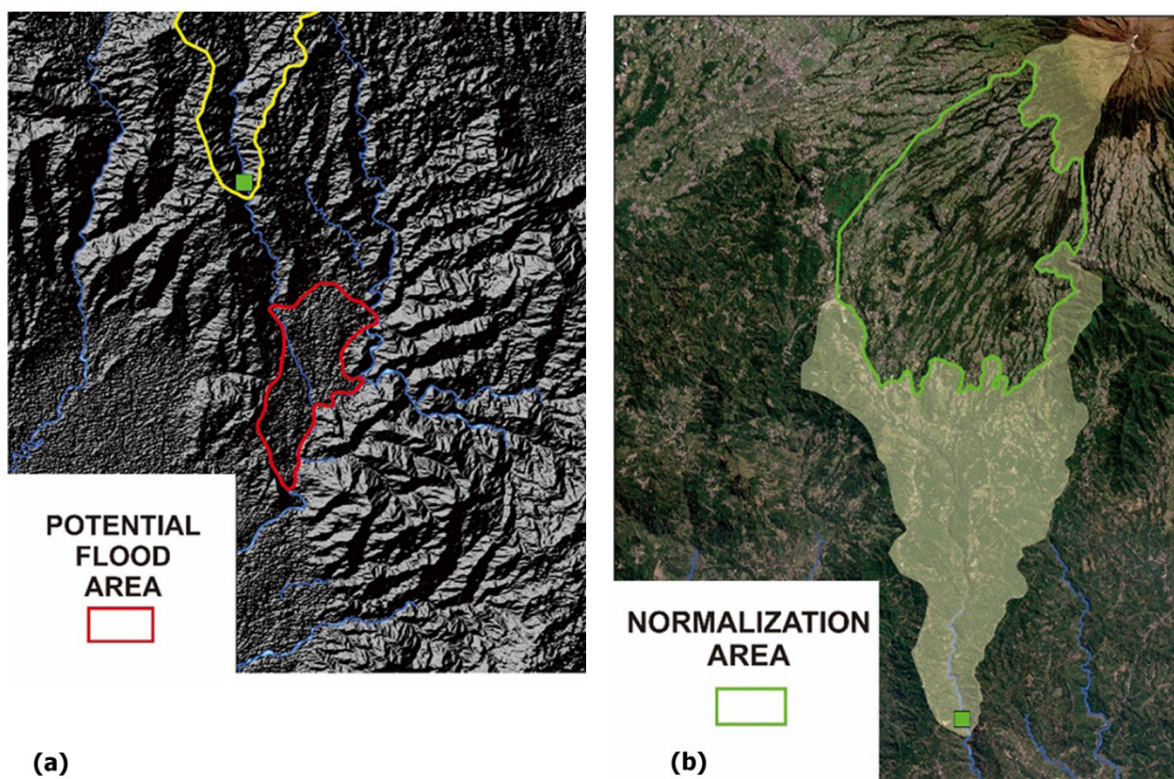 POTENTIAL
FLOOD
AREA
(a)
NORMALIZATION
AREA
(b)